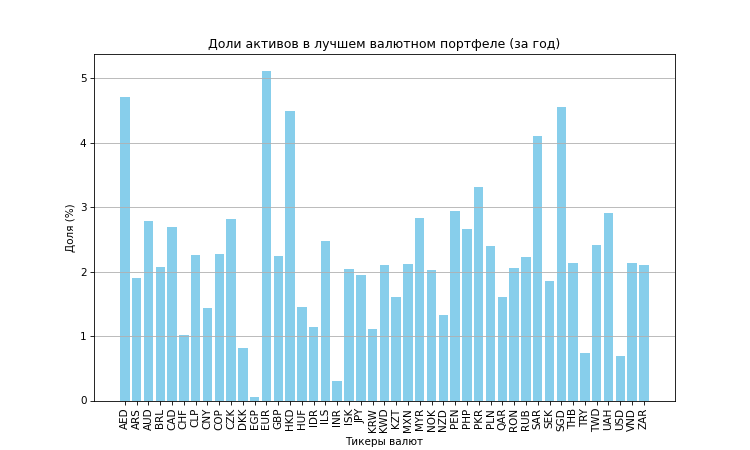 Доли активов в лучшем валютном портфеле (за год)
Доля (%)
5
4
3
2
1
0
AED
ARS
AUD
BRL
CAD
CHF
CLP
CNY
COP
CZK
DKK
EGP
EUR
GBP
HKD
HUF
IDR
ILS
INR
ISK
JPY
KRW
KWD
KZT
MXN
MYR
NOK
NZD
PEN
PHP
PKR
PLN
QAR
RON
RUB
SAR
SEK
SGD
THB
TRY
TWD
UAH
USD
VND
ZAR
Тикеры валют